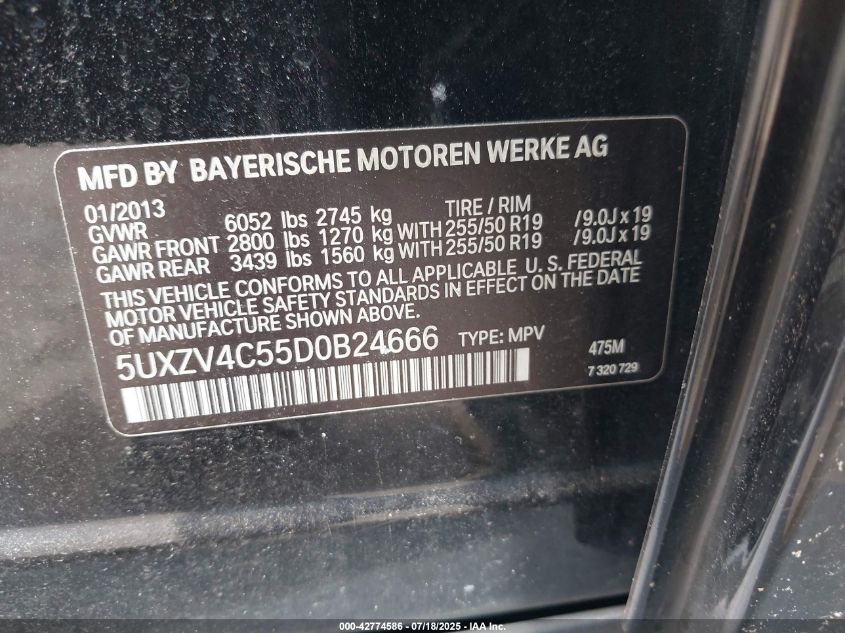 MFD BY BAYERISCHE MOTOREN WERKE AG
01/2013 TIRE / RIM
GVWR 6052 lbs 2745 kg
GAWR FRONT 2800 lbs 1270 kg WITH 255/50 R19 /9.0J x 19
GAWR REAR 3439 lbs 1560 kg WITH 255/50 R19 /9.0J x 19
THIS VEHICLE CONFORMS TO ALL APPLICABLE U. S. FEDERAL
MOTOR VEHICLE SAFETY STANDARDS IN EFFECT ON THE DATE
OF MANUFACTURE SHOWN ABOVE.
5UXZV4C55D0B24666 TYPE: MPV 475M
7 320 729
000-42774586 - 07/18/2025 - IAA Inc.